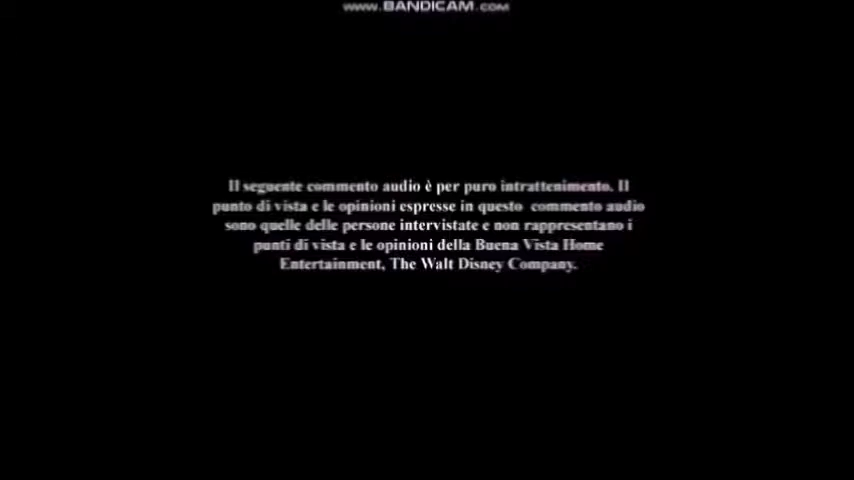 www.BANDICAM.com
Il seguente commento audio è per puro intrattenimento. Il
punto di vista e le opinioni espresse in questo commento audio
sono quelle delle persone intervistate e non rappresentano i
punti di vista e le opinioni della Buena Vista Home
Entertainment, The Walt Disney Company.